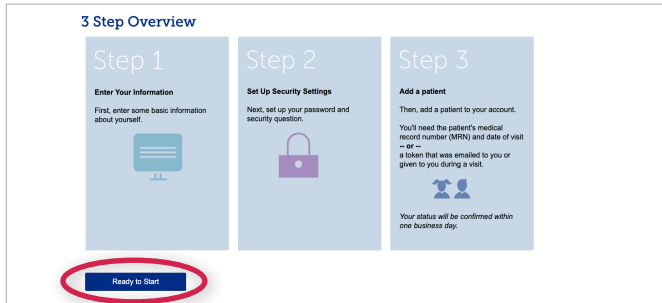 3 Step Overview
Step 1
Enter Your Information
First, enter some basic information
about yourself.
Step 2
Set Up Security Settings
Next, set up your password and
security question.
Step 3
Add a patient
Then, add a patient to your account.
You'll need the patient's medical
record number (MRN) and date of visit
-- or --
a token that was emailed to you or
given to you during a visit.
Your status will be confirmed within
one business day.
Ready to Start